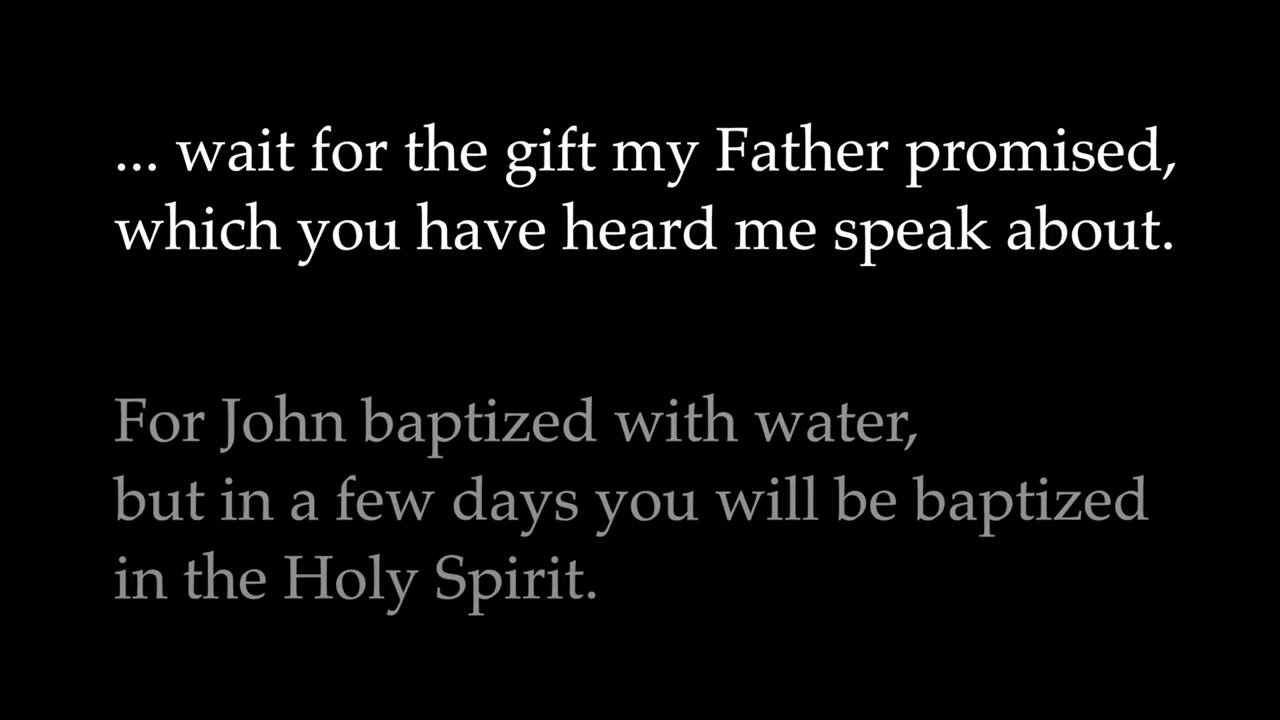 ... wait for the gift my Father promised,
which you have heard me speak about.
For John baptized with water,
but in a few days you will be baptized
in the Holy Spirit.